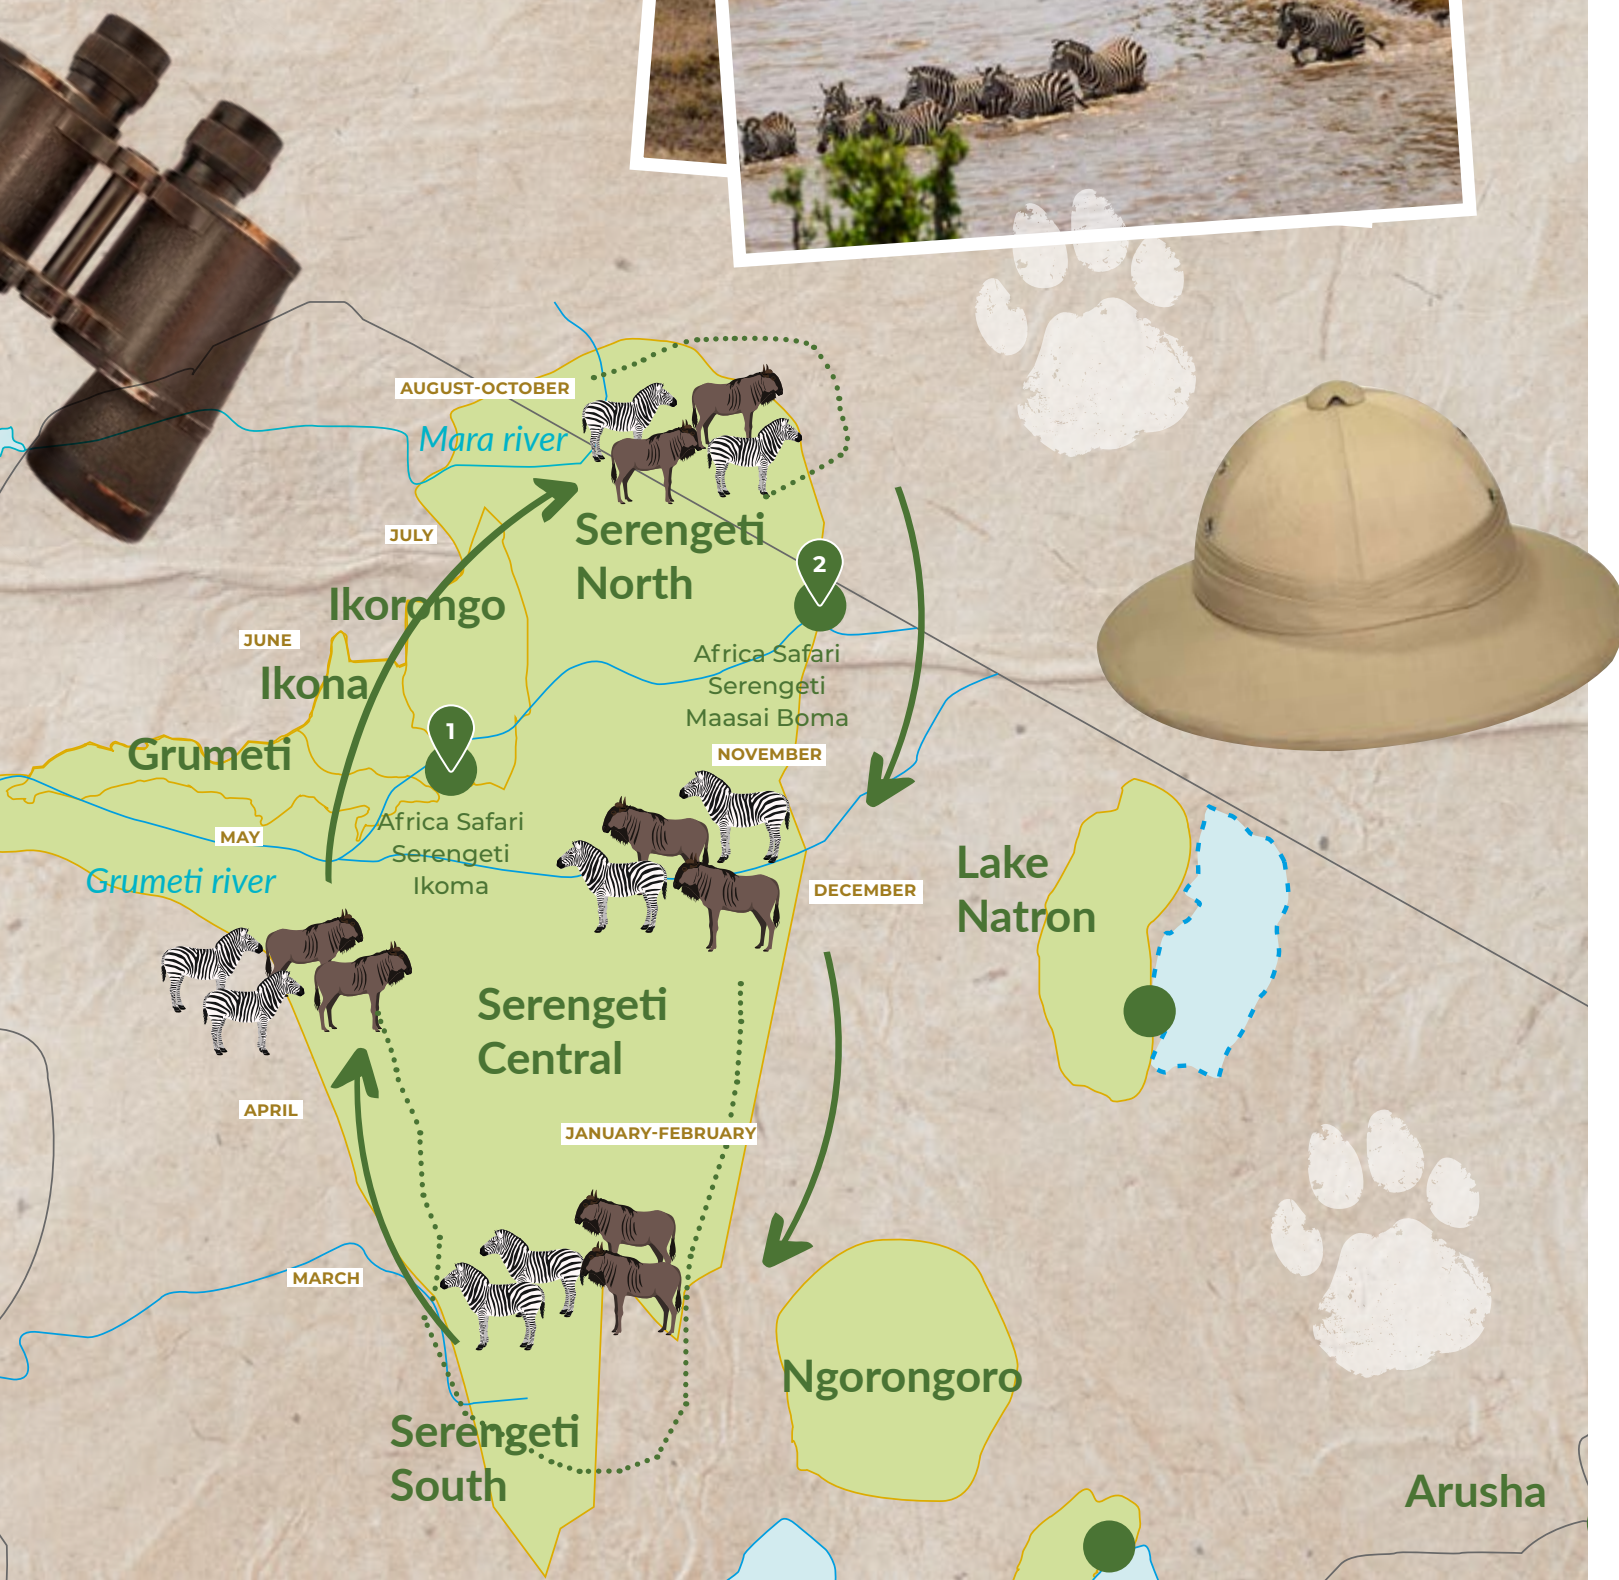 AUGUST-OCTOBER
Mara river
JULY
Serengeti
North
2
Ikorongo
JUNE
Ikona
Africa Safari
Serengeti
Maasai Boma
1
Grumeti
NOVEMBER
Africa Safari
Serengeti
Ikoma
MAY
Grumeti river
DECEMBER
Lake
Natron
Serengeti
Central
APRIL
JANUARY-FEBRUARY
MARCH
Ngorongoro
Serengeti
South
Arusha